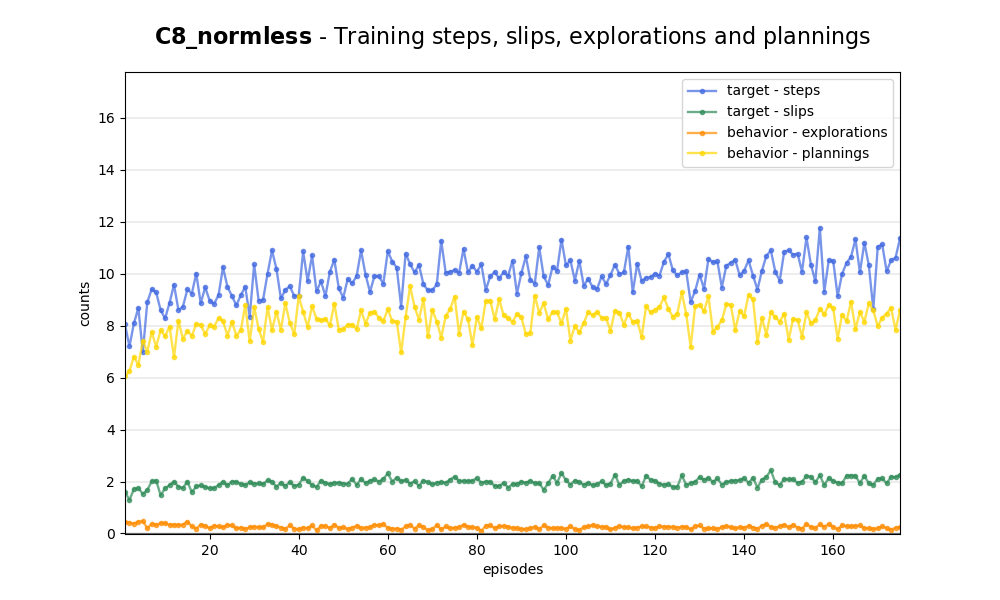 C8_normless - Training steps, slips, explorations and plannings
target - steps
target - slips
behavior - explorations
behavior - plannings
counts
16
14
12
10
8
6
4
2
0
20 40 60 80 100 120 140 160
episodes